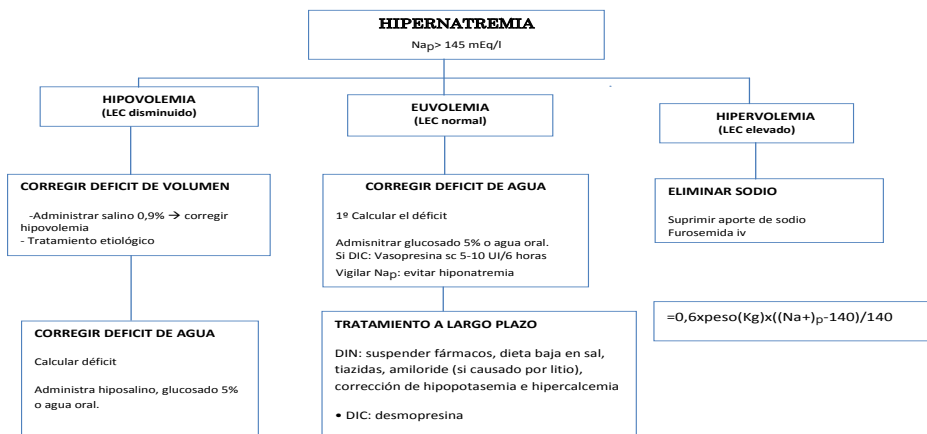 HIPERNATREMIA
Nap> 145 mEq/l
HIPOVOLEMIA
(LEC disminuido)
EUVOLEMIA
(LEC normal)
HIPERVOLEMIA
(LEC elevado)
CORREGIR DEFICIT DE VOLUMEN
-Administrar salino 0,9% → corregir
hipovolemia
- Tratamiento etiológico
CORREGIR DEFICIT DE AGUA
1º Calcular el déficit
Admisnitrar glucosado 5% o agua oral.
Si DIC: Vasopresina sc 5-10 UI/6 horas
Vigilar Nap: evitar hiponatremia
ELIMINAR SODIO
Suprimir aporte de sodio
Furosemida iv
CORREGIR DEFICIT DE AGUA
Calcular déficit
Administra hiposalino, glucosado 5%
o agua oral.
TRATAMIENTO A LARGO PLAZO
DIN: suspender fármacos, dieta baja en sal,
tiazidas, amiloride (si causado por litio),
corrección de hipopotasemia e hipercalcemia
• DIC: desmopresina
=0,6xpeso(Kg)x((Na+)p-140)/140